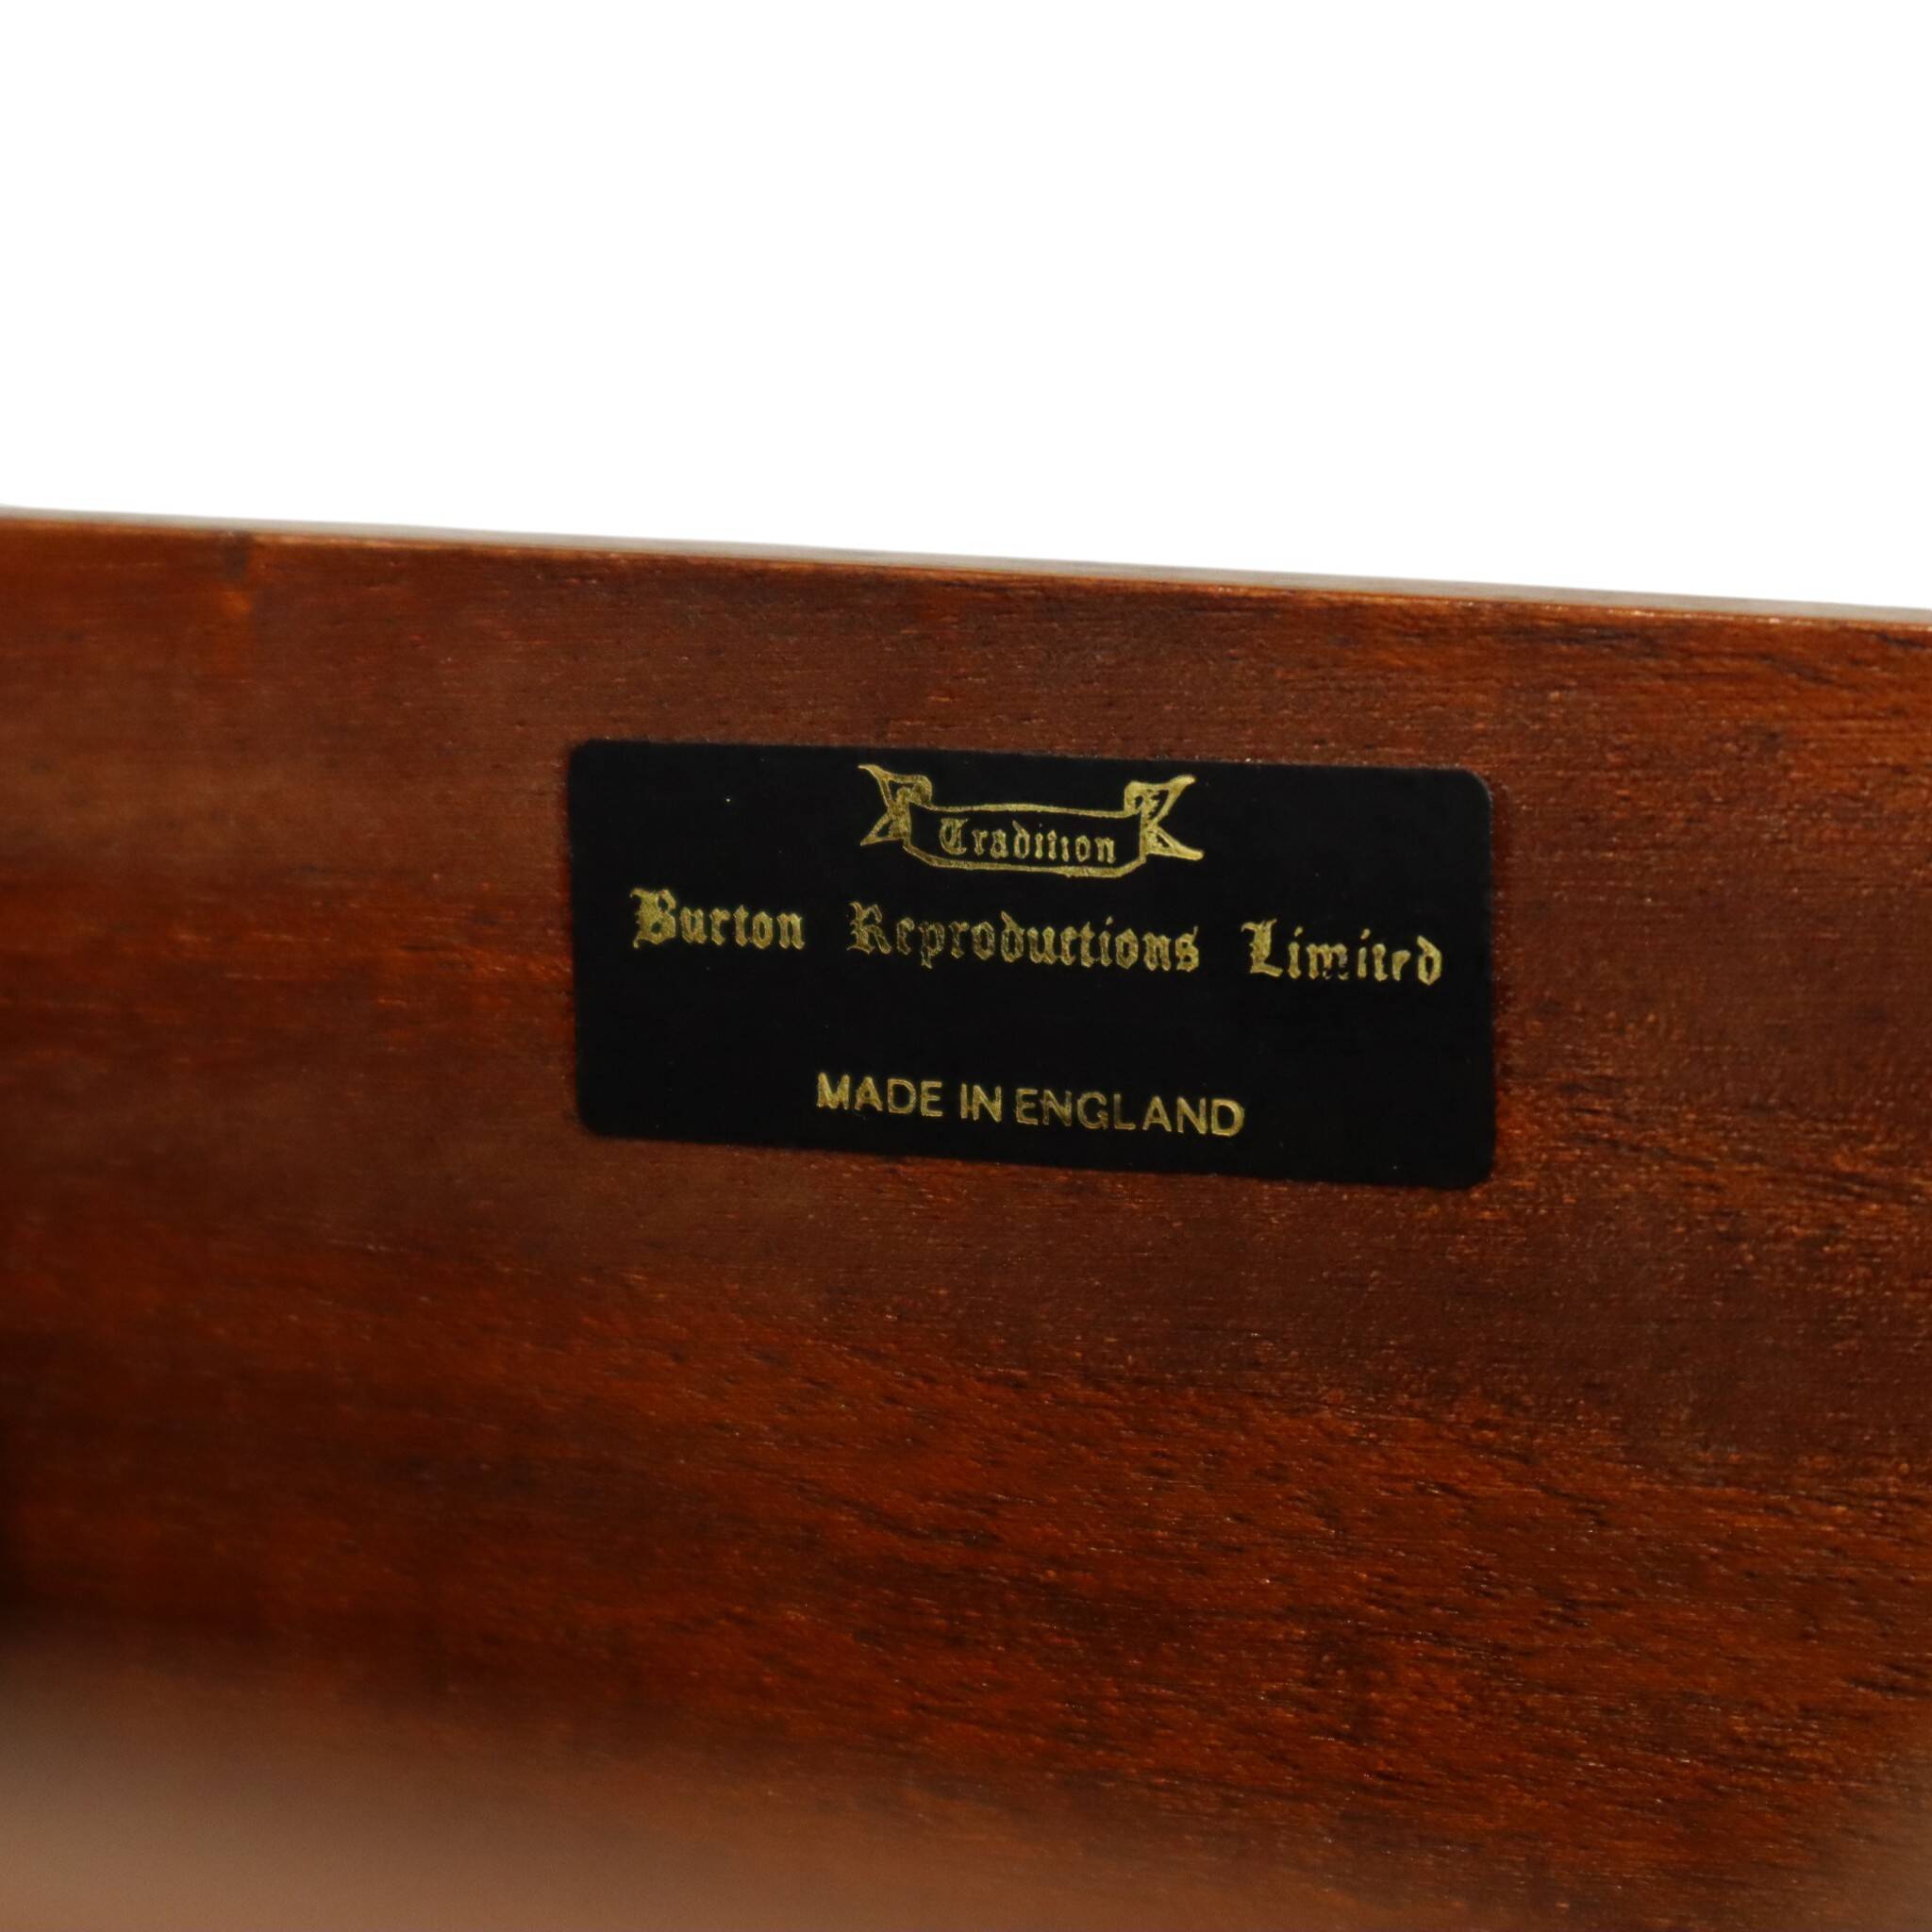 Tradition
Burton Reproductions Limited
MADE IN ENGLAND